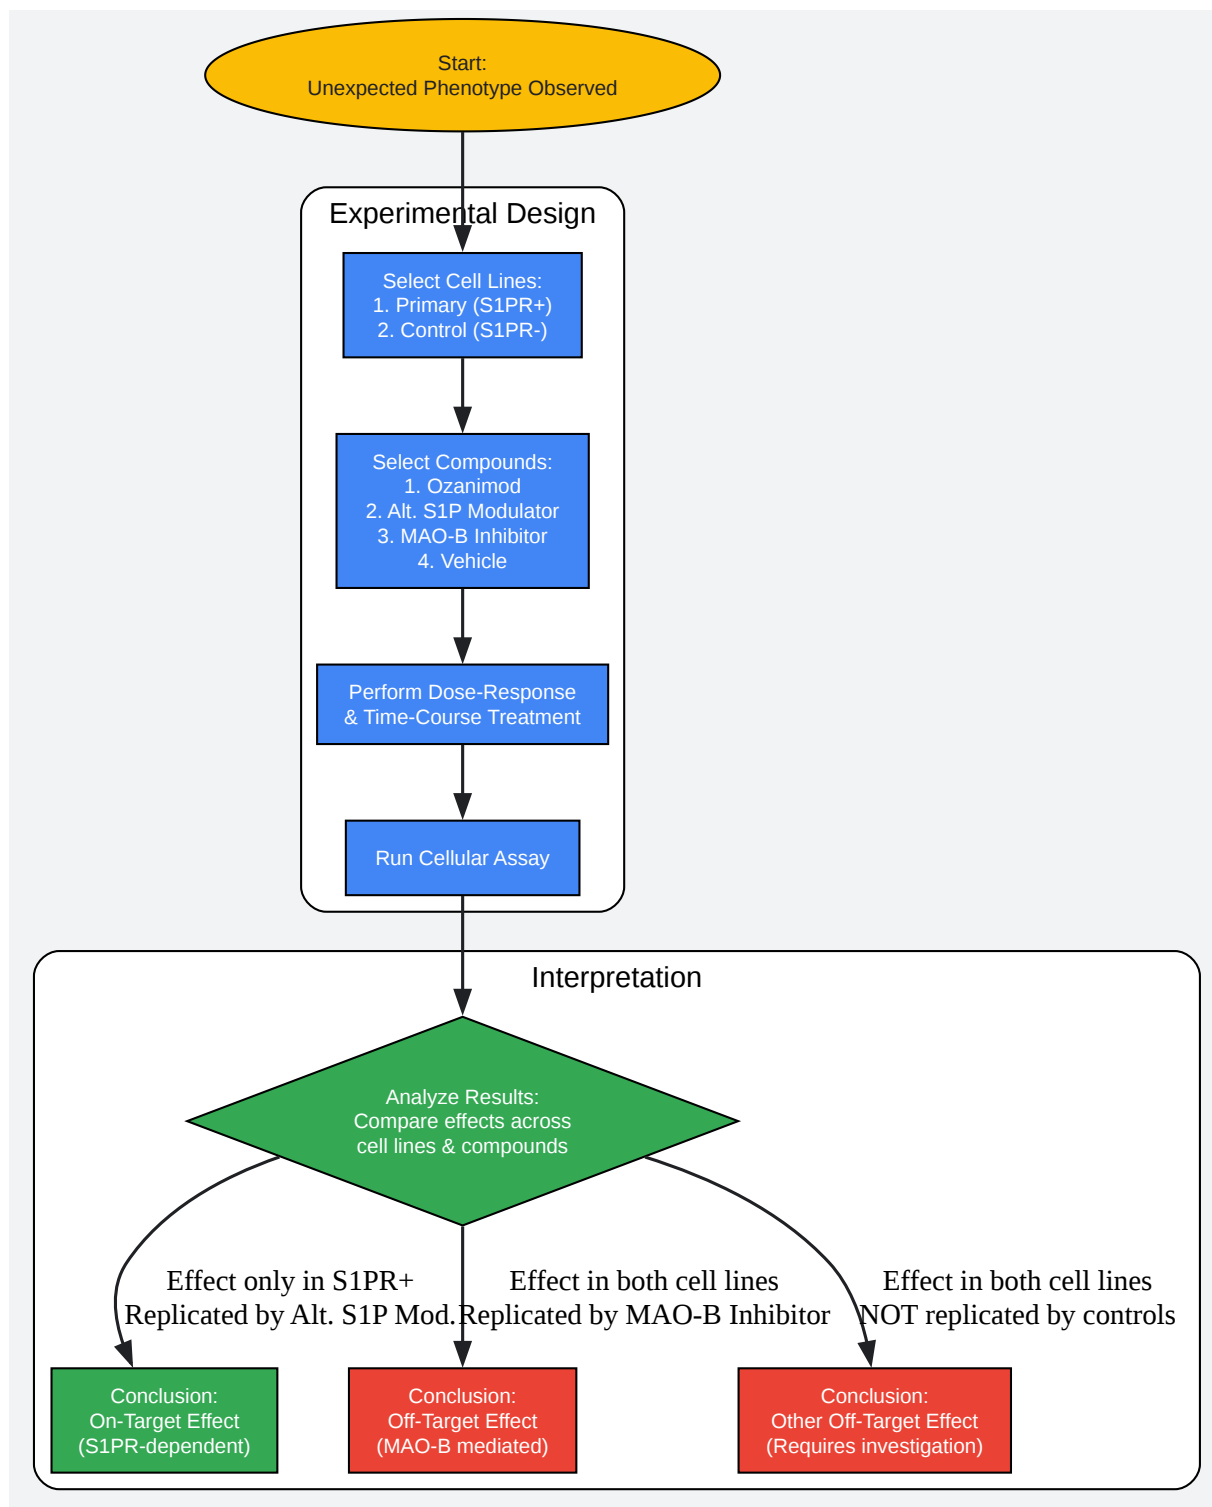 Start:
Unexpected Phenotype Observed
Experimental Design
Select Cell Lines:
1. Primary (S1PR+)
2. Control (S1PR-)
Select Compounds:
1. Ozanimod
2. Alt. S1P Modulator
3. MAO-B Inhibitor
4. Vehicle
Perform Dose-Response
& Time-Course Treatment
Run Cellular Assay
Interpretation
Analyze Results:
Compare effects across
cell lines & compounds
Effect only in S1PR+
Replicated by Alt. S1P Mod.
Effect in both cell lines
Replicated by MAO-B Inhibitor
Effect in both cell lines
NOT replicated by controls
Conclusion:
On-Target Effect
(S1PR-dependent)
Conclusion:
Off-Target Effect
(MAO-B mediated)
Conclusion:
Other Off-Target Effect
(Requires investigation)